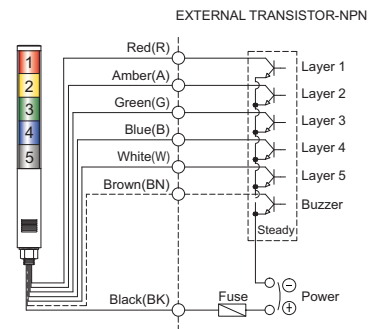 EXTERNAL TRANSISTOR-NPN
Red(R)
Amber(A)
Green(G)
Blue(B)
White(W)
Brown(BN)
Black(BK)
1
2
3
4
5
Layer 1
Layer 2
Layer 3
Layer 4
Layer 5
Buzzer
Steady
Fuse
−
+
Power